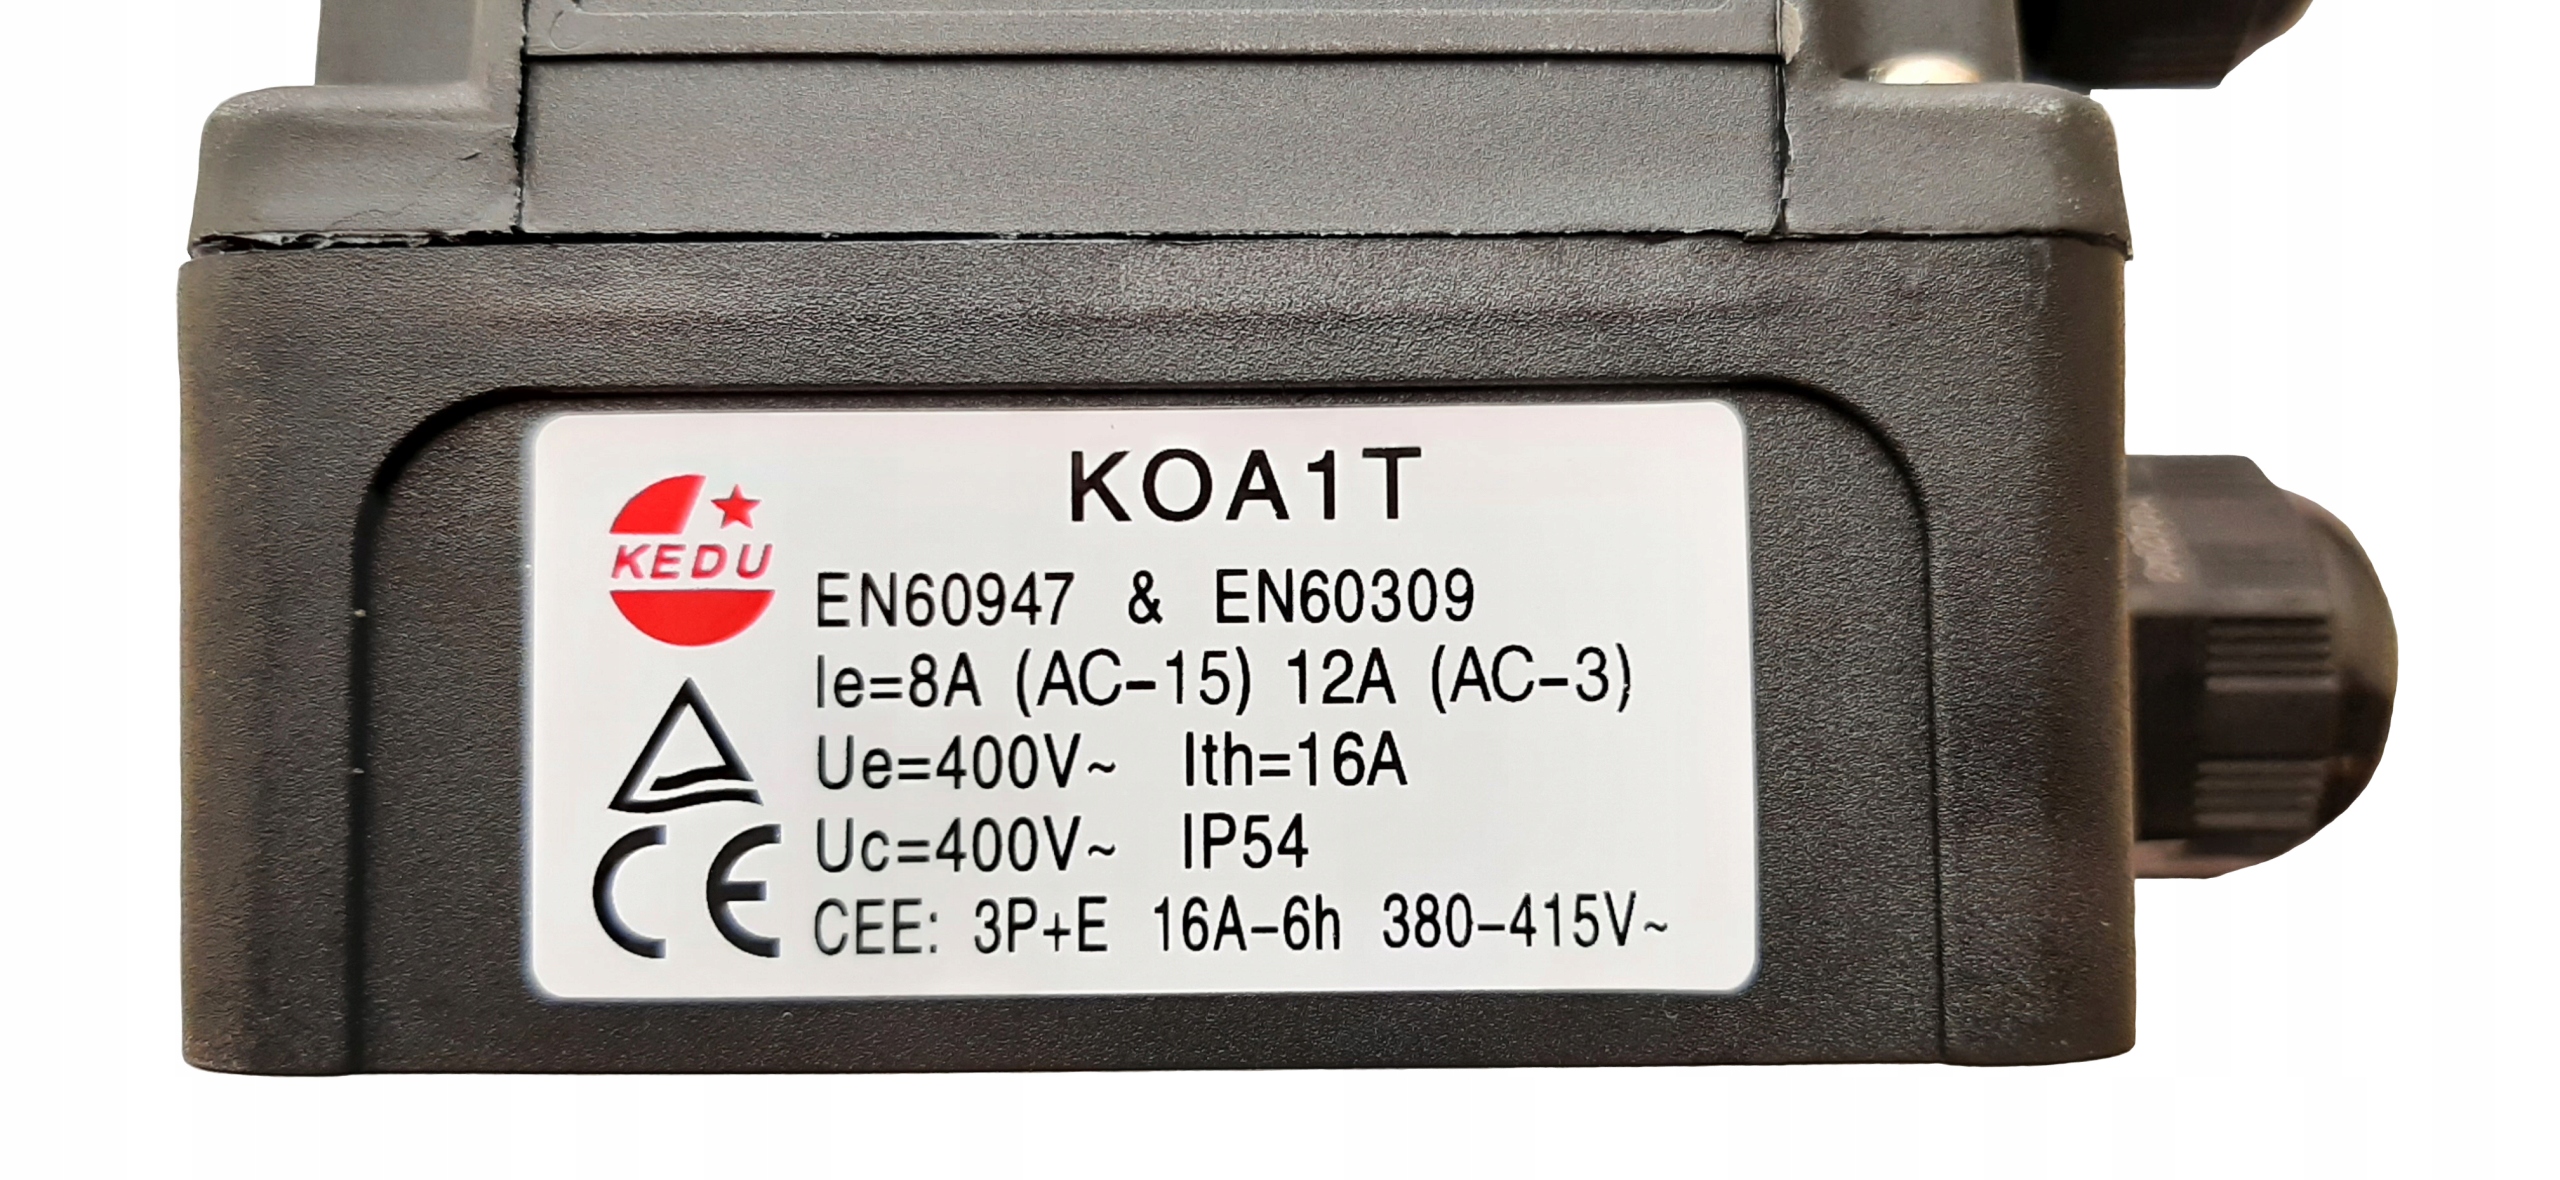 KOA1T
KEDU
EN60947 & EN60309
Ie=8A (AC-15) 12A (AC-3)
Ue=400V~ Ith=16A
Uc=400V~ IP54
CE
CEE: 3P+E 16A-6h 380-415V~